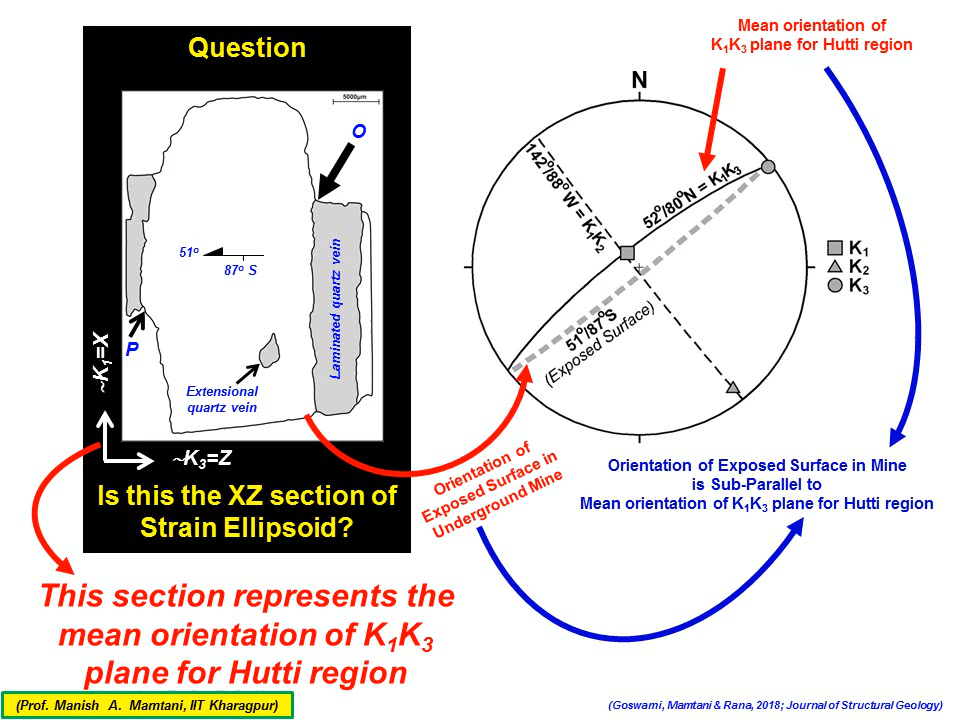 Question
5000µm
O
51°
87° S
Laminated quartz vein
P
~K₁=X
Extensional
quartz vein
~K₃=Z
Is this the XZ section of
Strain Ellipsoid?
Mean orientation of
K₁K₃ plane for Hutti region
N
142°/88° W = K₁K₂
52°/80°N = K₁K₃
51°/87°S
(Exposed Surface)
K₁
K₂
K₃
Orientation of
Exposed Surface in
Underground Mine
Orientation of Exposed Surface in Mine
is Sub-Parallel to
Mean orientation of K₁K₃ plane for Hutti region
This section represents the
mean orientation of K₁K₃
plane for Hutti region
(Prof. Manish A. Mamtani, IIT Kharagpur)
(Goswami, Mamtani & Rana, 2018; Journal of Structural Geology)